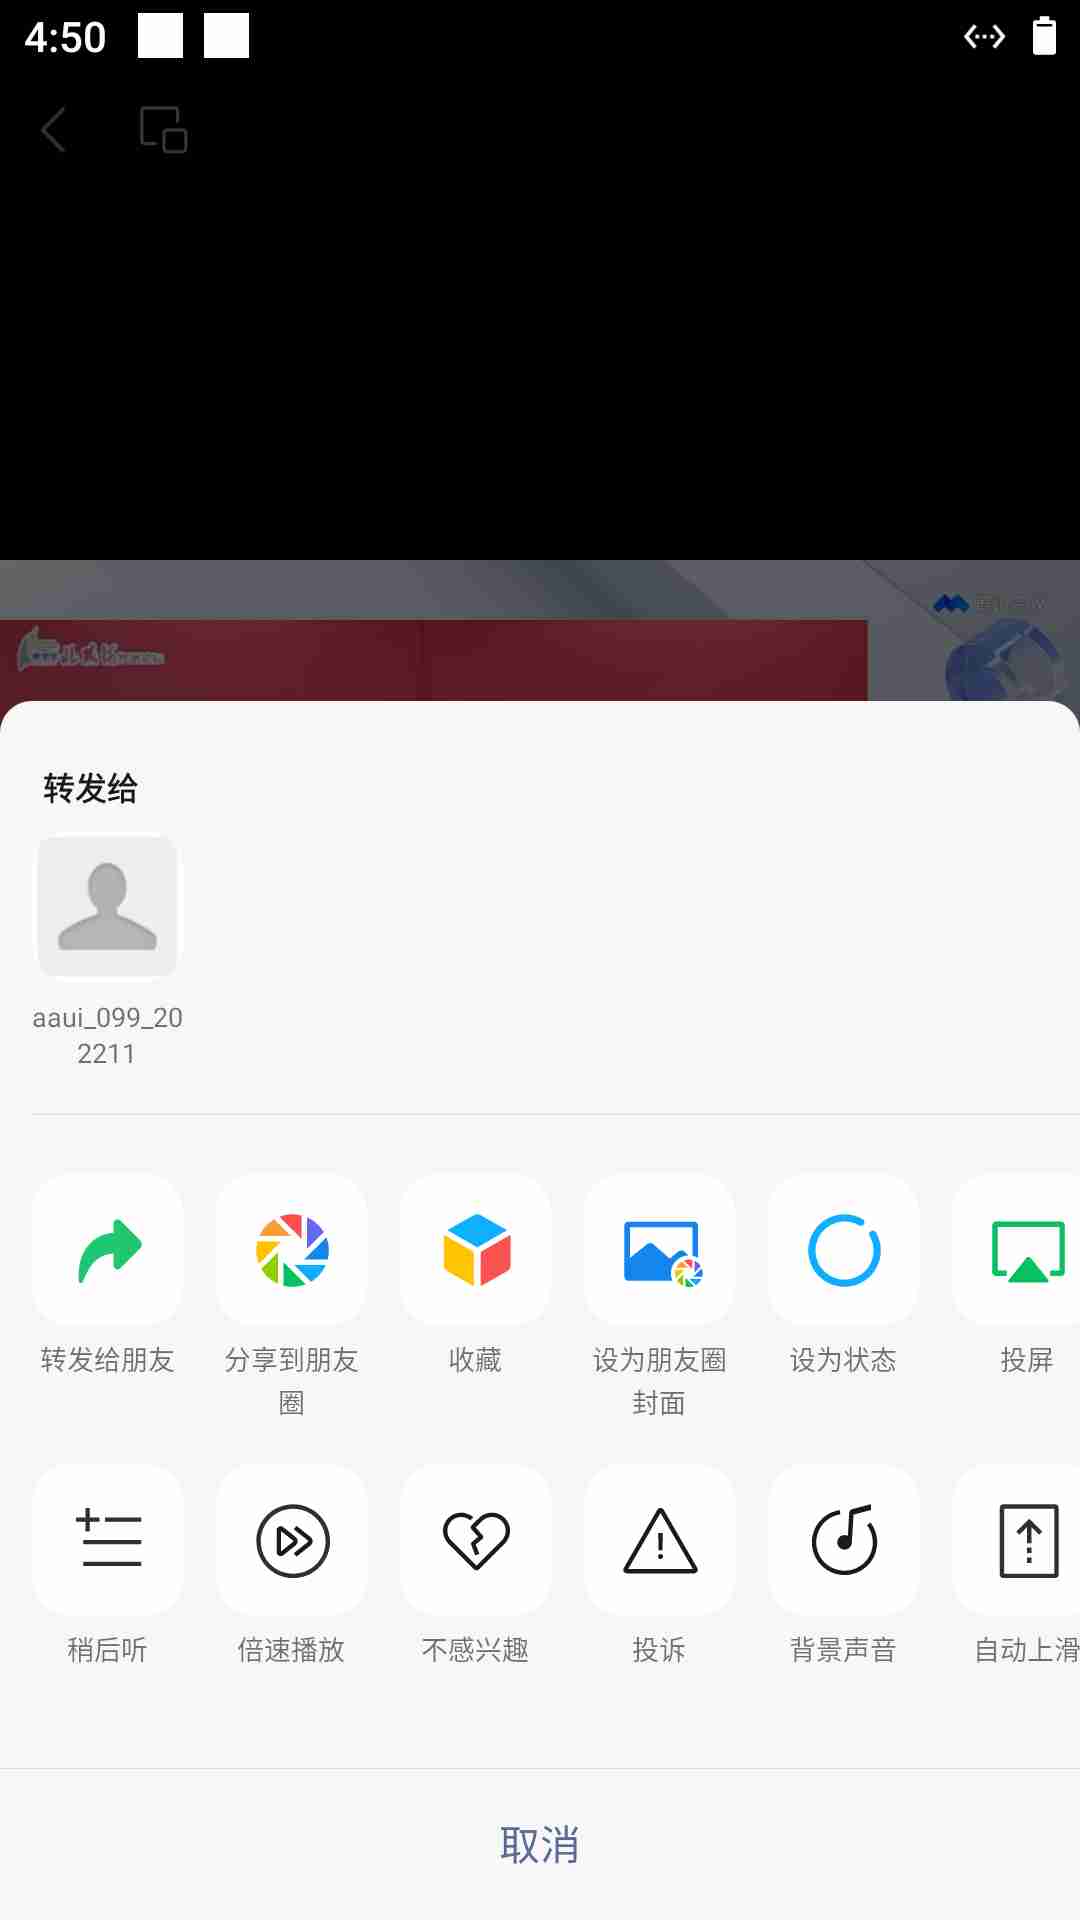 4:50
转发给
aaui_099_20
2211
转发给朋友
分享到朋友
圈
收藏
设为朋友圈
封面
设为状态
投屏
稍后听
倍速播放
不感兴趣
投诉
背景声音
自动上滑
取消